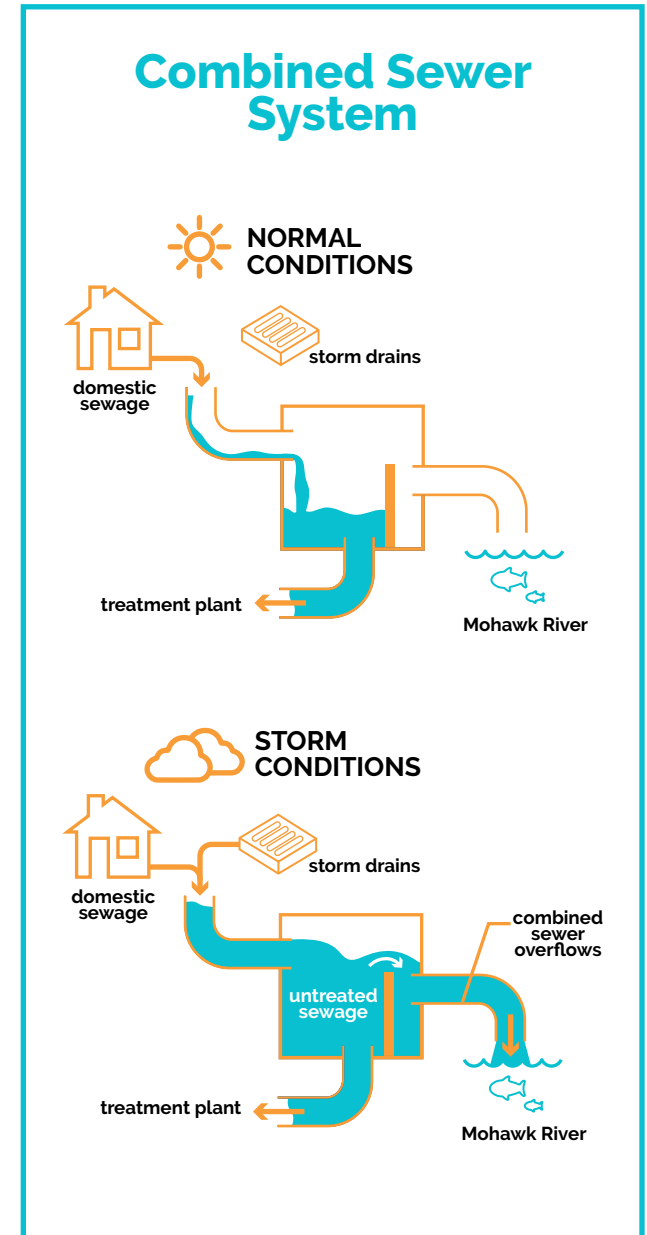 Combined Sewer
System
NORMAL
CONDITIONS
storm drains
domestic
sewage
treatment plant
Mohawk River
STORM
CONDITIONS
storm drains
domestic
sewage
combined
sewer
overflows
untreated
sewage
treatment plant
Mohawk River